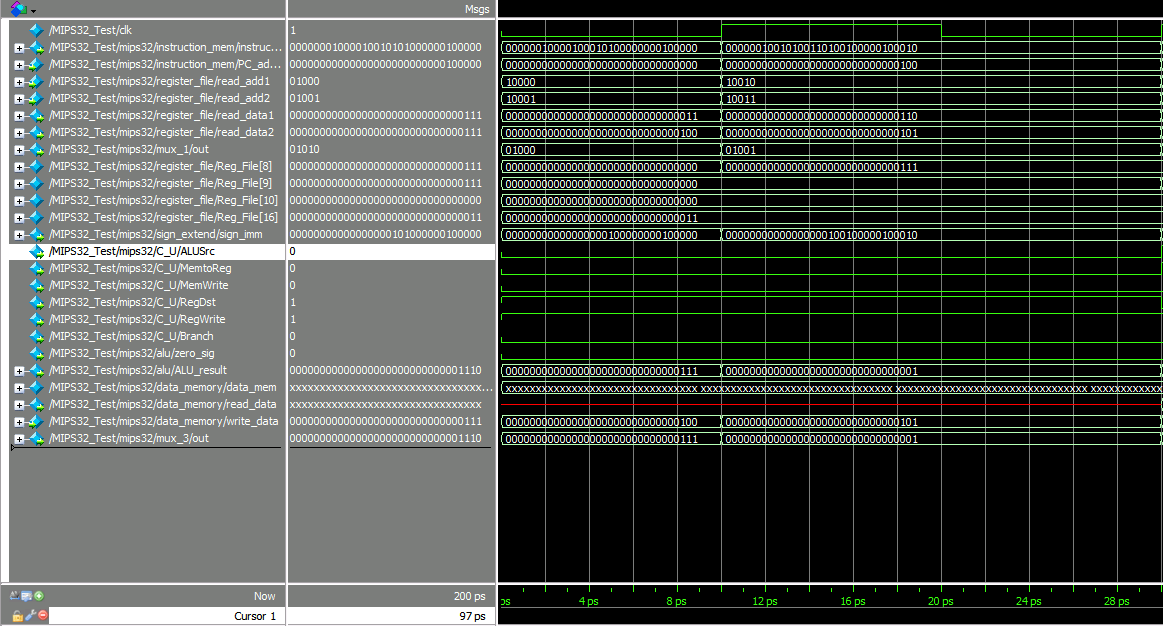 Msgs
/MIPS32_Test/clk 1
/MIPS32_Test/mips32/instruction_mem/instruc... 00000001000010010101000000100000 00000010000100010100000000100000 00000010010100110100100000100010
/MIPS32_Test/mips32/instruction_mem/PC_ad... 00000000000000000000000000100000 00000000000000000000000000000000 00000000000000000000000000000100
/MIPS32_Test/mips32/register_file/read_add1 01000 10000 10010
/MIPS32_Test/mips32/register_file/read_add2 01001 10001 10011
/MIPS32_Test/mips32/register_file/read_data1 00000000000000000000000000000111 00000000000000000000000000000011 00000000000000000000000000000110
/MIPS32_Test/mips32/register_file/read_data2 00000000000000000000000000000111 00000000000000000000000000000100 00000000000000000000000000000101
/MIPS32_Test/mips32/mux_1/out 01010 01000 01001
/MIPS32_Test/mips32/register_file/Reg_File[8] 00000000000000000000000000000111 00000000000000000000000000000000 00000000000000000000000000000111
/MIPS32_Test/mips32/register_file/Reg_File[9] 00000000000000000000000000000111 00000000000000000000000000000000
/MIPS32_Test/mips32/register_file/Reg_File[10] 00000000000000000000000000000000 00000000000000000000000000000000
/MIPS32_Test/mips32/register_file/Reg_File[16] 00000000000000000000000000000011 00000000000000000000000000000011
/MIPS32_Test/mips32/sign_extend/sign_imm 00000000000000000101000000100000 00000000000000000100000000100000 00000000000000000100100000100010
/MIPS32_Test/mips32/C_U/ALUSrc 0
/MIPS32_Test/mips32/C_U/MemtoReg 0
/MIPS32_Test/mips32/C_U/MemWrite 0
/MIPS32_Test/mips32/C_U/RegDst 1
/MIPS32_Test/mips32/C_U/RegWrite 1
/MIPS32_Test/mips32/C_U/Branch 0
/MIPS32_Test/mips32/alu/zero_sig 0
/MIPS32_Test/mips32/alu/ALU_result 00000000000000000000000000001110 00000000000000000000000000000111 00000000000000000000000000000001
/MIPS32_Test/mips32/data_memory/data_mem xxxxxxxxxxxxxxxxxxxxxxxxxxxxxxx... xxxxxxxxxxxxxxxxxxxxxxxxxxxxxxxx xxxxxxxxxxxxxxxxxxxxxxxxxxxxxxxx xxxxxxxxxxxxxxxxxxxxxxxxxxxxxxxx xxxxxxxxxxxx
/MIPS32_Test/mips32/data_memory/read_data xxxxxxxxxxxxxxxxxxxxxxxxxxxxxxxx
/MIPS32_Test/mips32/data_memory/write_data 00000000000000000000000000000111 00000000000000000000000000000100 00000000000000000000000000000101
/MIPS32_Test/mips32/mux_3/out 00000000000000000000000000001110 00000000000000000000000000000111 00000000000000000000000000000001
Now 200 ps ps 4 ps 8 ps 12 ps 16 ps 20 ps 24 ps 28 ps
Cursor 1 97 ps